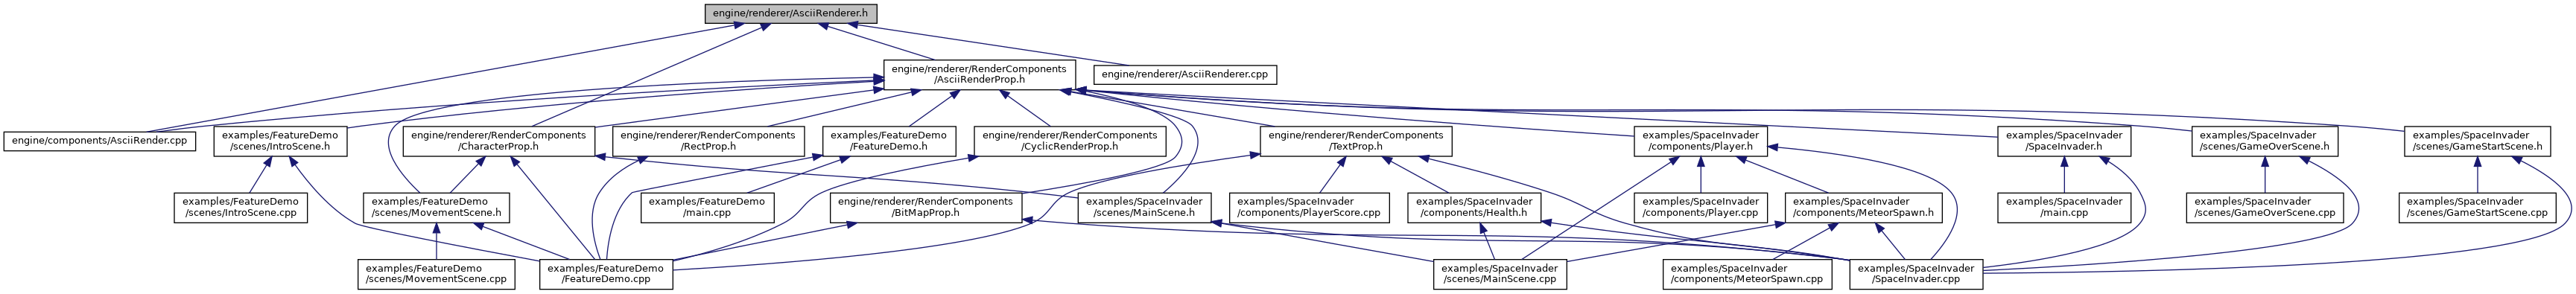 engine/renderer/AsciiRenderer.h
engine/renderer/RenderComponents
/AsciiRenderProp.h
engine/renderer/AsciiRenderer.cpp
engine/components/AsciiRender.cpp
examples/FeatureDemo
/scenes/IntroScene.h
engine/renderer/RenderComponents
/CharacterProp.h
engine/renderer/RenderComponents
/RectProp.h
examples/FeatureDemo
/FeatureDemo.h
engine/renderer/RenderComponents
/CyclicRenderProp.h
engine/renderer/RenderComponents
/TextProp.h
examples/SpaceInvader
/components/Player.h
examples/SpaceInvader
/SpaceInvader.h
examples/SpaceInvader
/scenes/GameOverScene.h
examples/SpaceInvader
/scenes/GameStartScene.h
examples/FeatureDemo
/scenes/IntroScene.cpp
examples/FeatureDemo
/scenes/MovementScene.h
examples/FeatureDemo
/main.cpp
engine/renderer/RenderComponents
/BitMapProp.h
examples/SpaceInvader
/scenes/MainScene.h
examples/SpaceInvader
/components/PlayerScore.cpp
examples/SpaceInvader
/components/Health.h
examples/SpaceInvader
/components/Player.cpp
examples/SpaceInvader
/components/MeteorSpawn.h
examples/SpaceInvader
/main.cpp
examples/SpaceInvader
/scenes/GameOverScene.cpp
examples/SpaceInvader
/scenes/GameStartScene.cpp
examples/FeatureDemo
/scenes/MovementScene.cpp
examples/FeatureDemo
/FeatureDemo.cpp
examples/SpaceInvader
/scenes/MainScene.cpp
examples/SpaceInvader
/components/MeteorSpawn.cpp
examples/SpaceInvader
/SpaceInvader.cpp